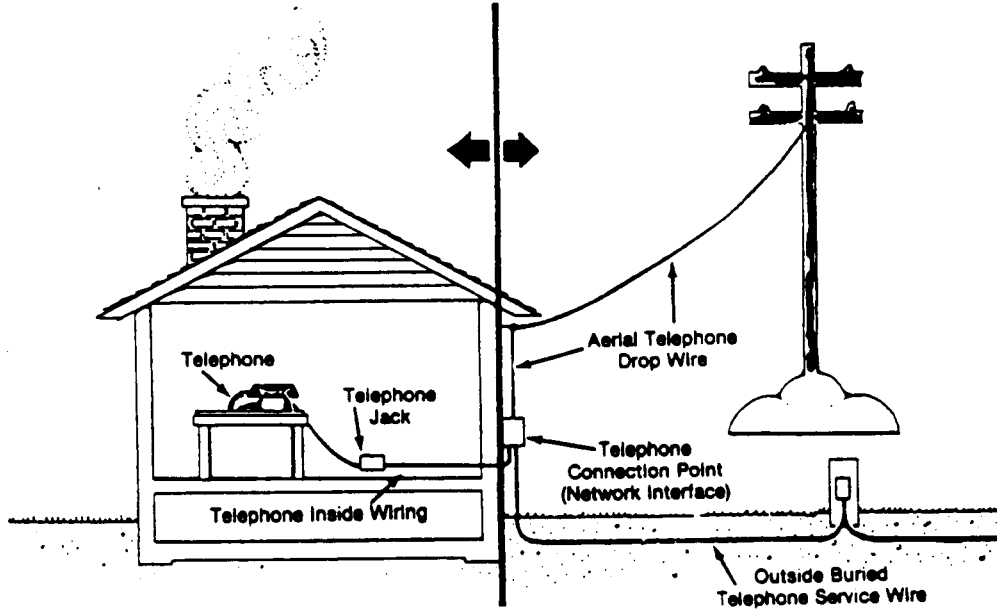 Telephone
Telephone
Jack
Telephone Inside Wiring
Aerial Telephone
Drop Wire
Telephone
Connection Point
(Network Interface)
Outside Buried
Telephone Service Wire